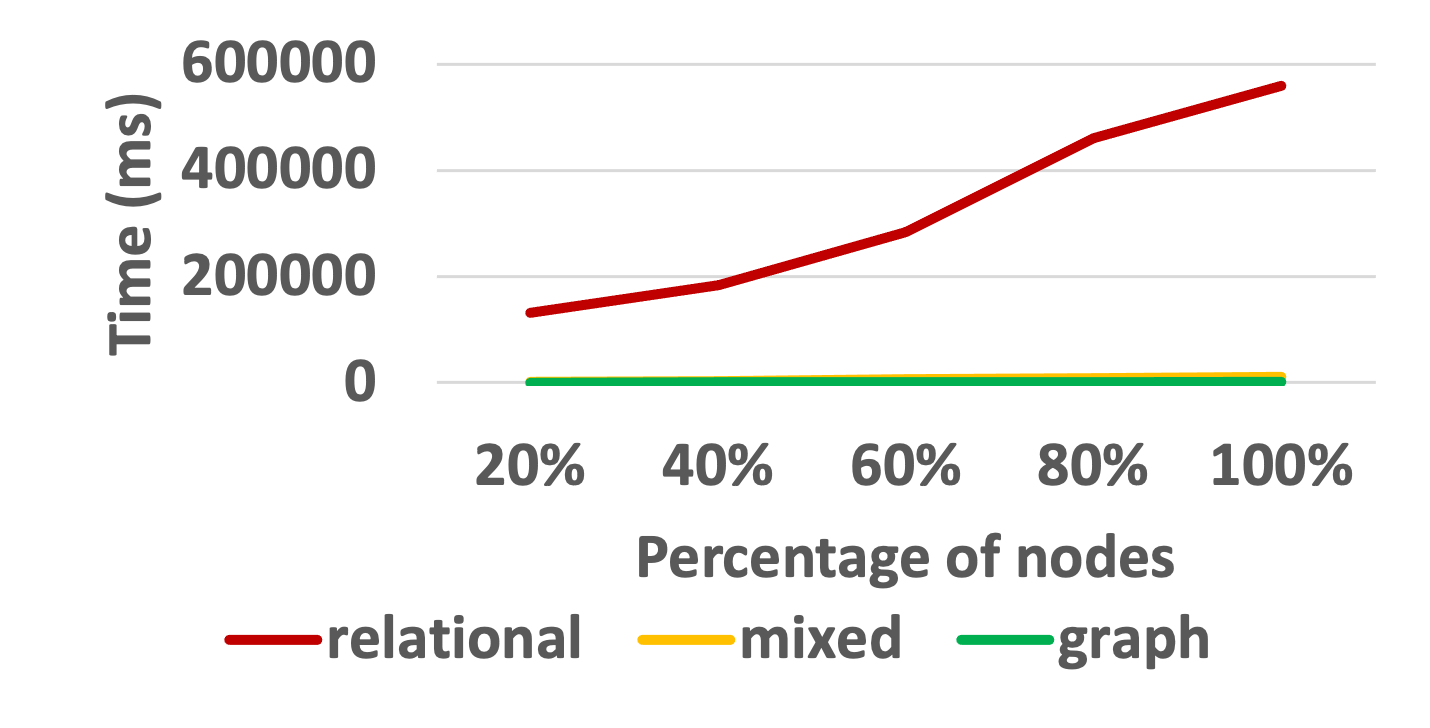 600000
400000
200000
0
Time (ms)
20% 40% 60% 80% 100%
Percentage of nodes
relational mixed graph